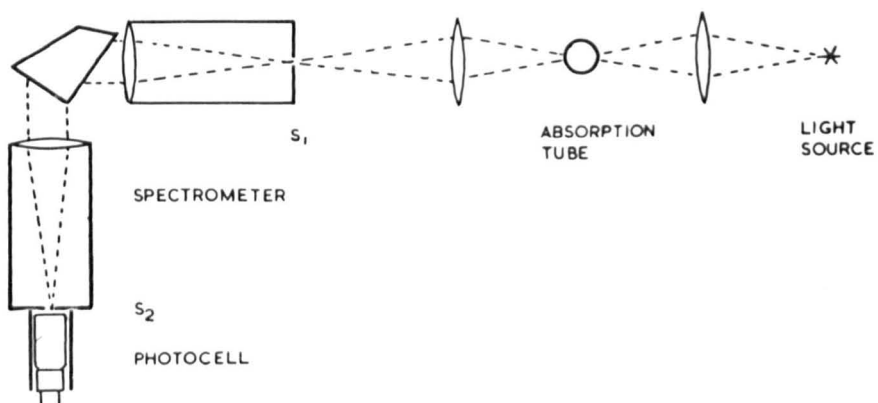 S1
ABSORPTION
TUBE
LIGHT
SOURCE
SPECTROMETER
S2
PHOTOCELL